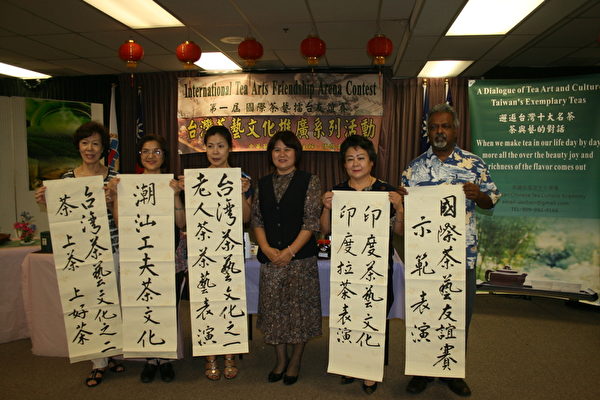 International Tea Arts Friendship Arena Contest
第一屆國際茶藝擂台友誼賽
台灣茶藝文化推廣系列活動
A Dialogue of Tea Art and Culture
Taiwan's Exemplary Teas
邂逅台灣十大名茶
茶與藝的對話
When we make tea in our life day by day
more all the over the beauty joy and
richness of the flavor comes out
台灣茶藝文化之二
茶上茶上好茶
潮汕工夫茶文化
台灣茶藝文化之一
老人茶茶藝表演
印度茶藝文化
印度拉茶表演
國際茶藝友誼賽
示範表演